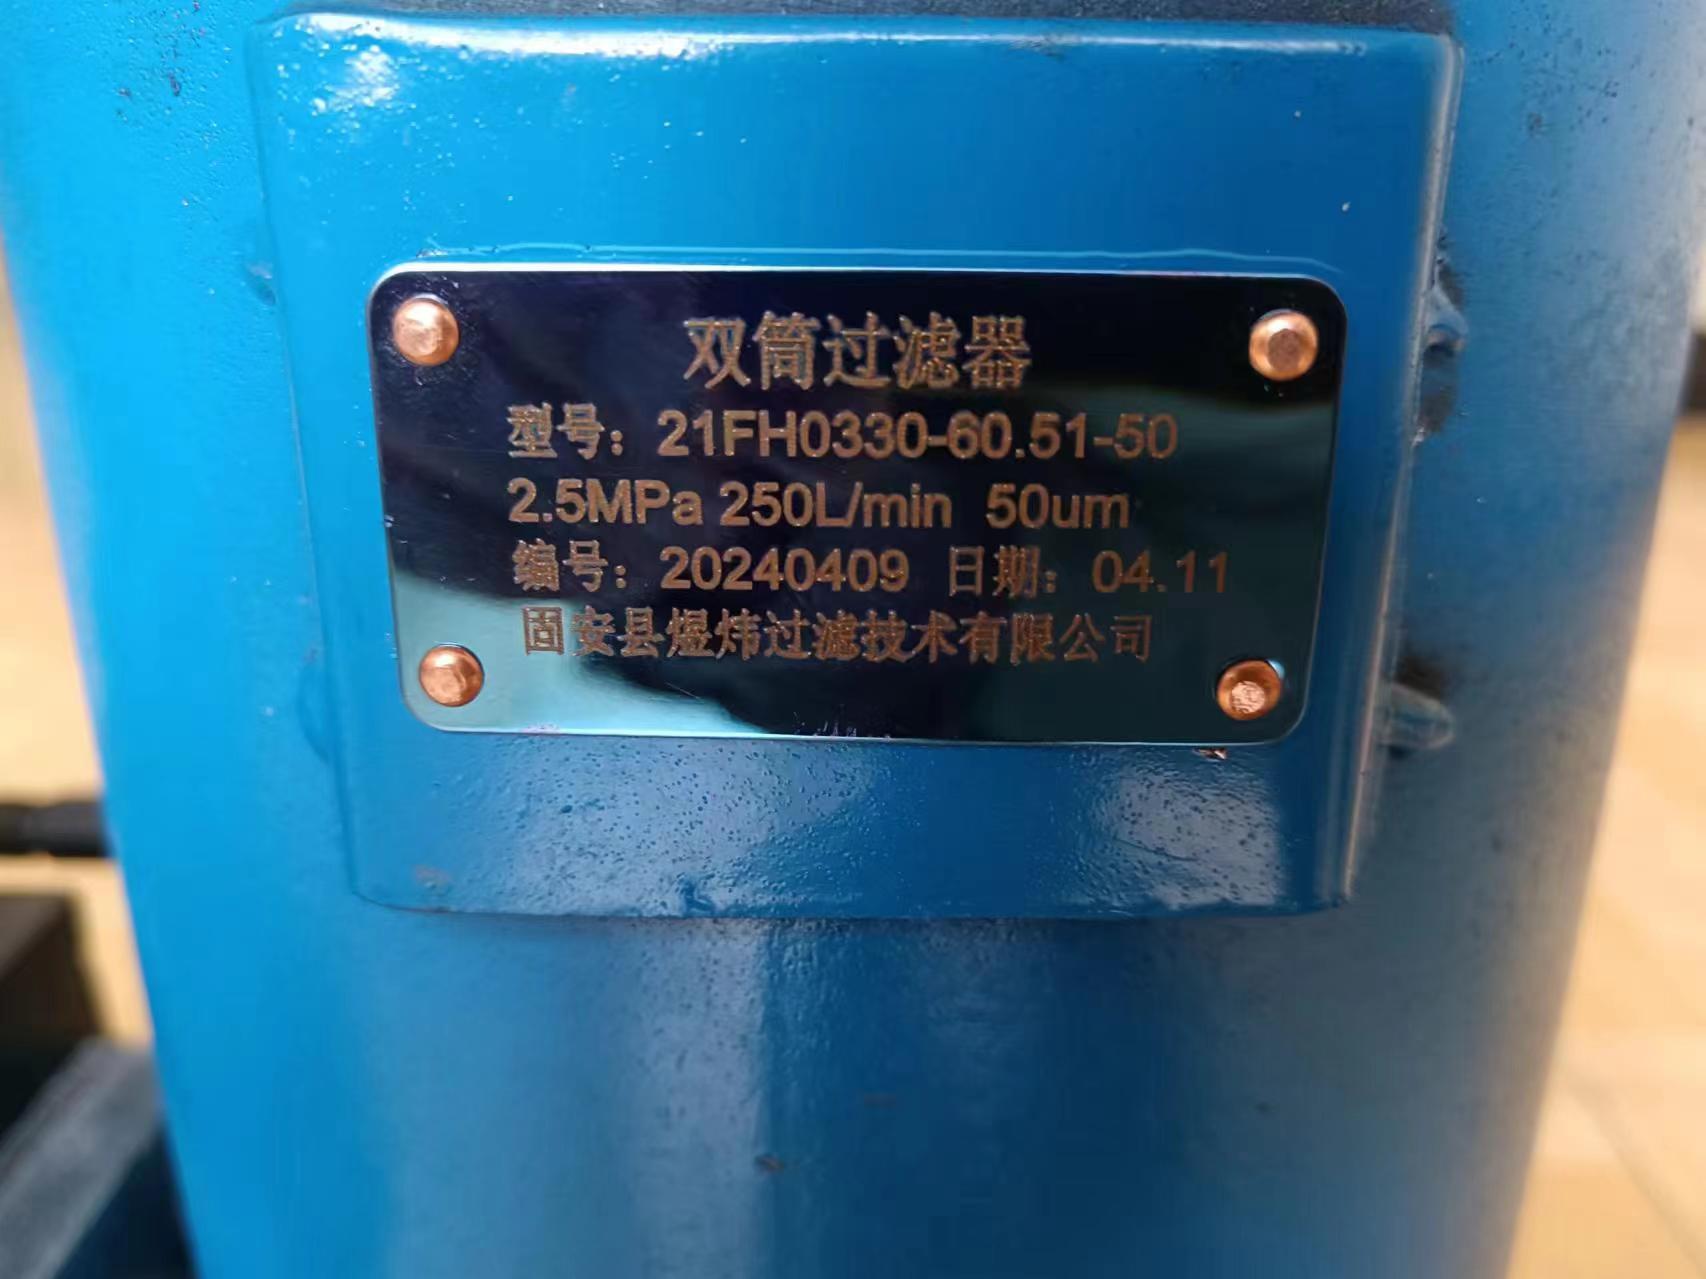 双筒过滤器
型号：21FH0330-60.51-50
2.5MPa 250L/min 50um
编号：20240409 日期：04.11
固安县煜炜过滤技术有限公司